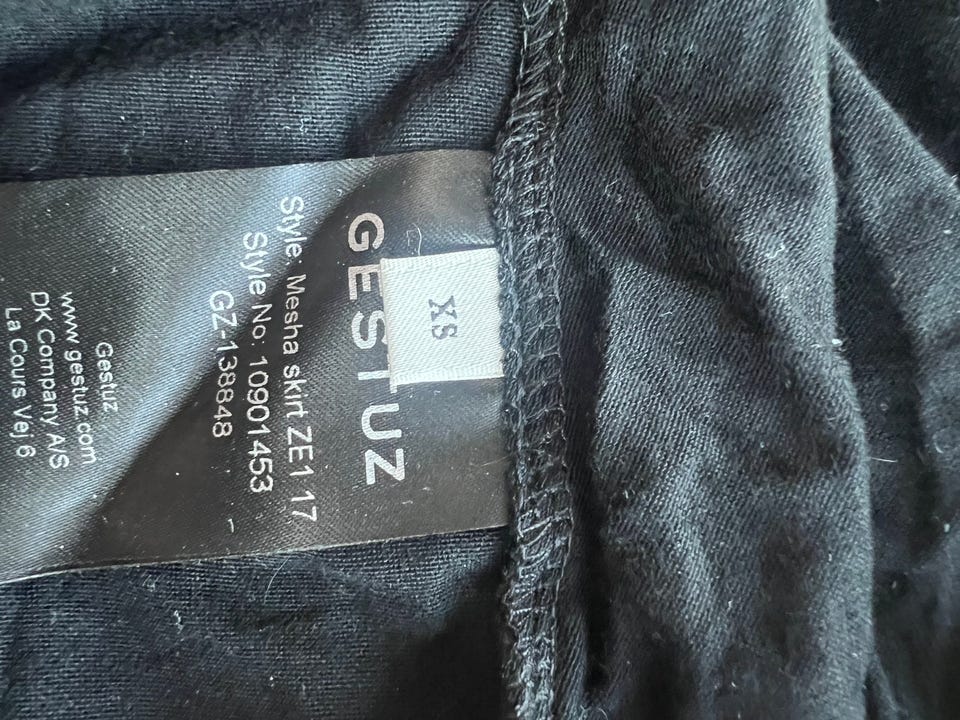 XS
GESTUZ
Style: Mesha skirt ZE1 17
Style No: 10901453
GZ-138848
Gestuz
www.gestuz.com
DK Company A/S
La Cours Vej 6